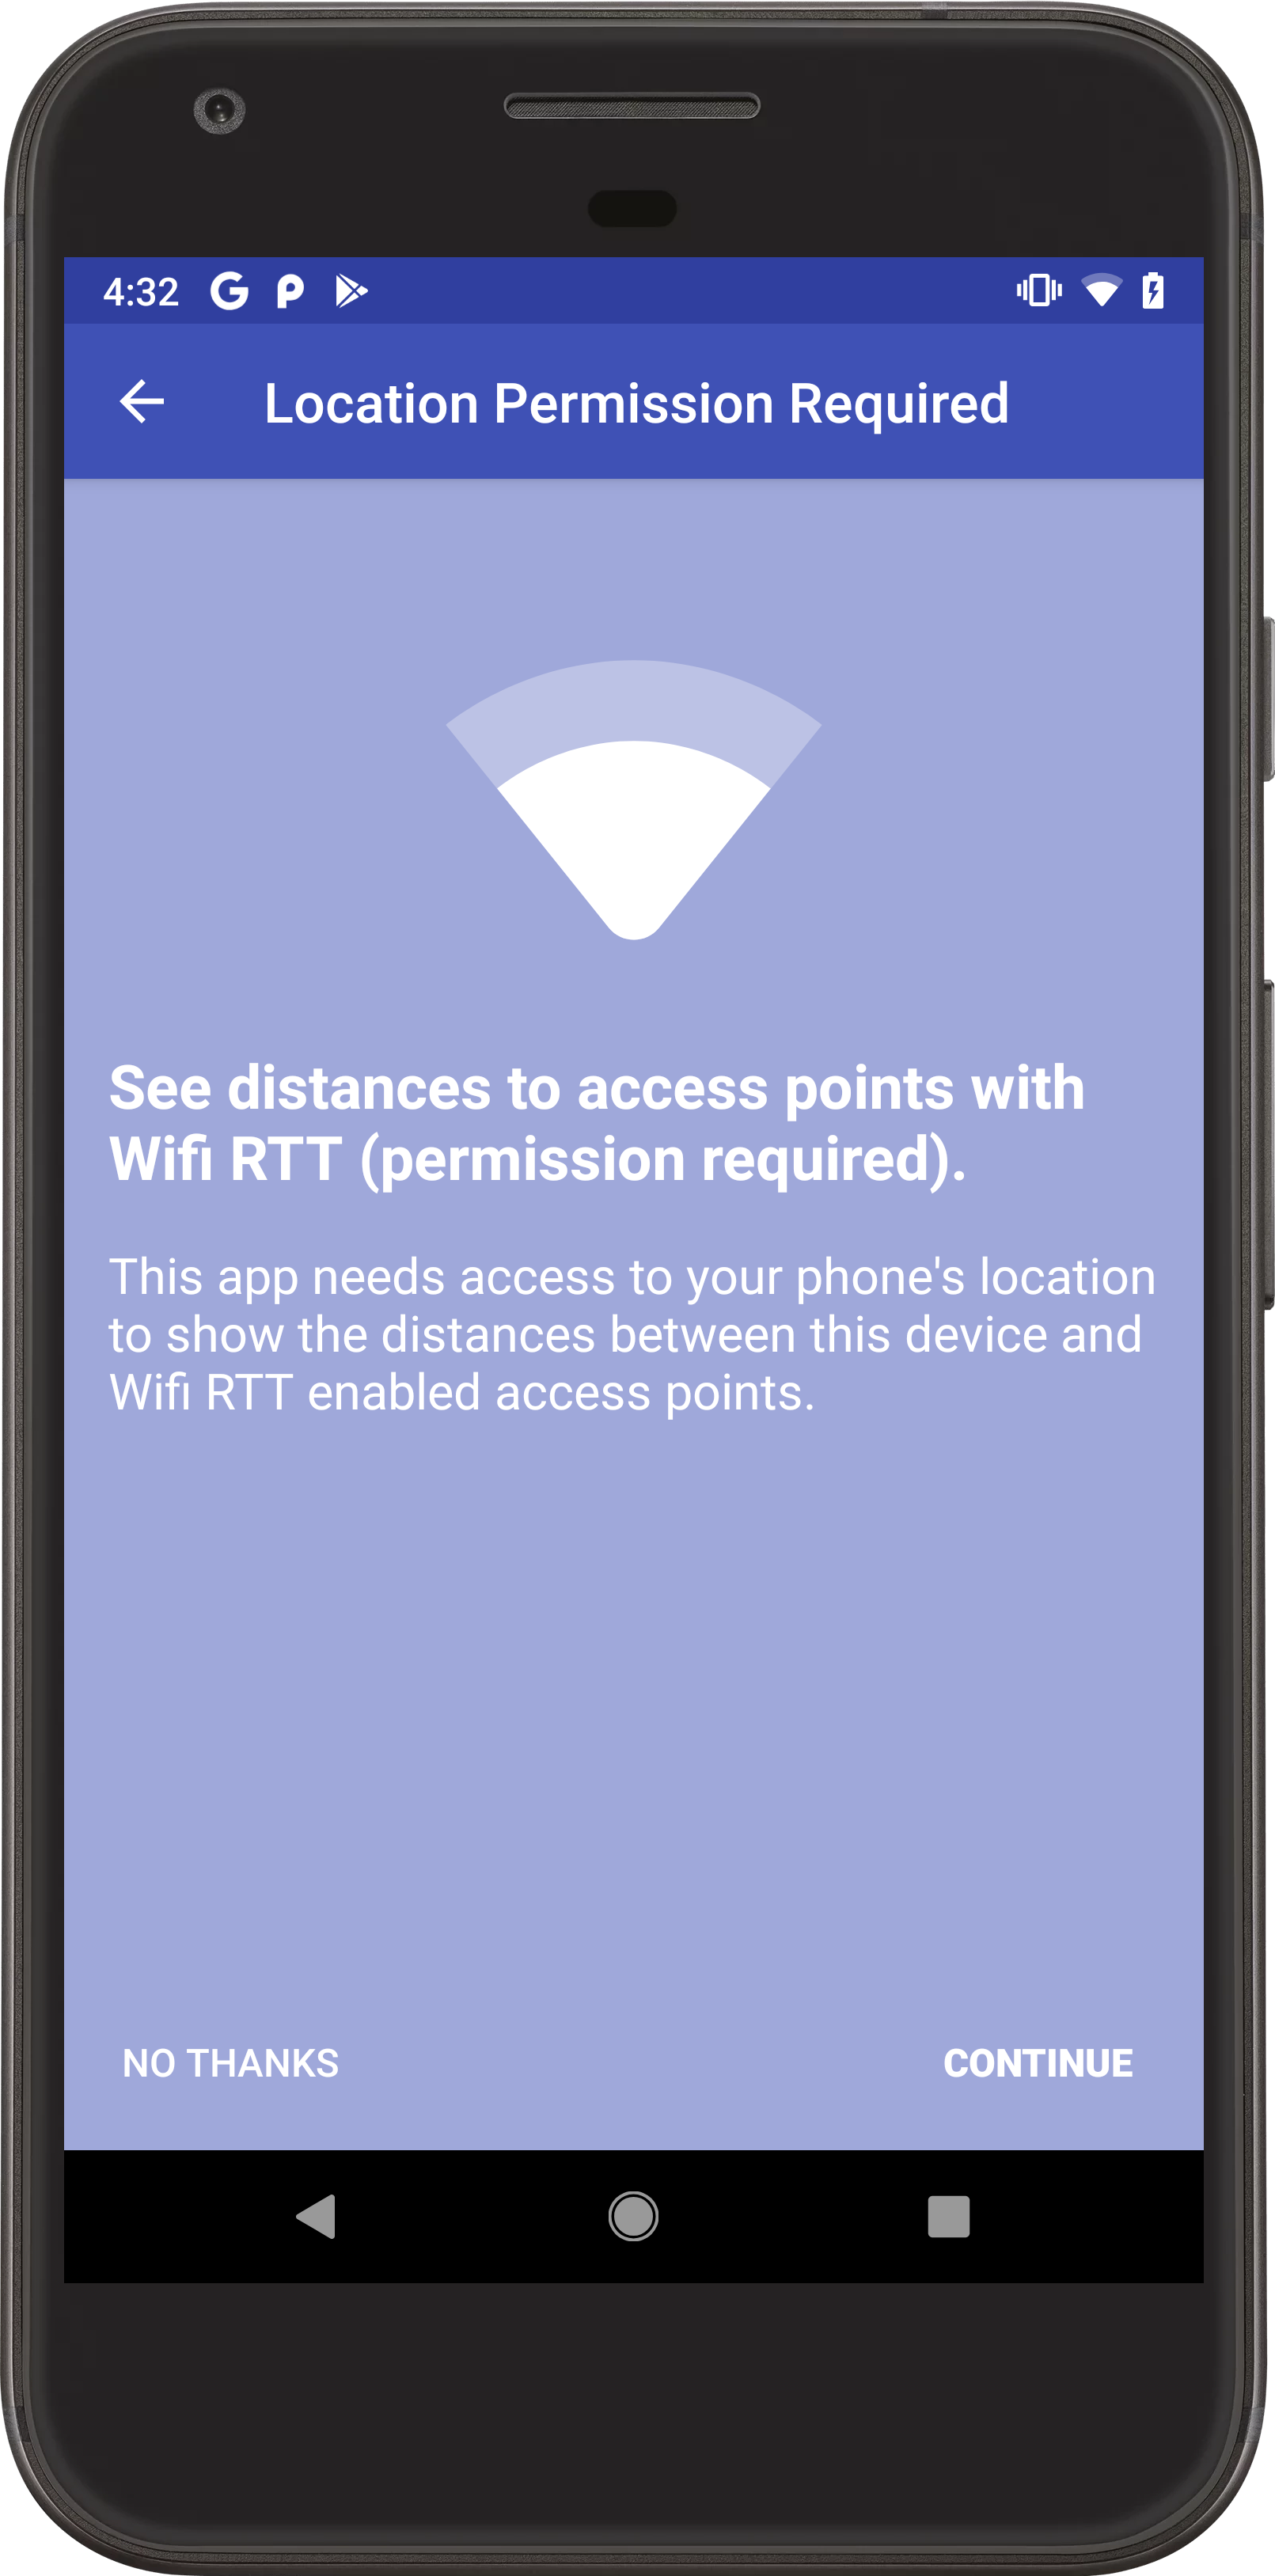 4:32
Location Permission Required
See distances to access points with
Wifi RTT (permission required).
This app needs access to your phone's location
to show the distances between this device and
Wifi RTT enabled access points.
NO THANKS
CONTINUE